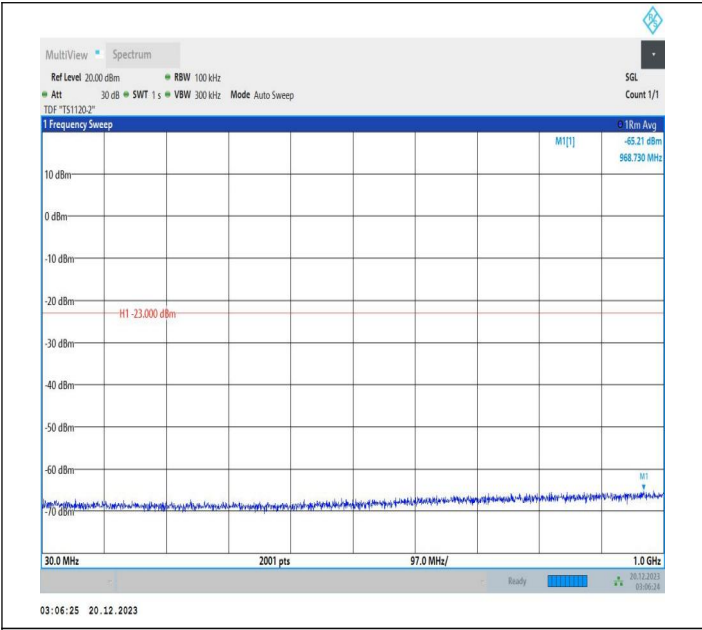 MultiView Spectrum
Ref Level 20.00 dBm RBW 100 kHz SGL
Att 30 dB SWT 1 s VBW 300 kHz Mode Auto Sweep Count 1/1
TDF "TS1120-2"
1 Frequency Sweep 1Rm Avg
M1[1] -65.21 dBm
968.730 MHz
10 dBm
0 dBm
-10 dBm
-20 dBm
H1 -23.000 dBm
-30 dBm
-40 dBm
-50 dBm
-60 dBm
M1
-70 dBm
30.0 MHz 2001 pts 97.0 MHz/ 1.0 GHz
Ready 20.12.2023
03:06:24
03:06:25 20.12.2023